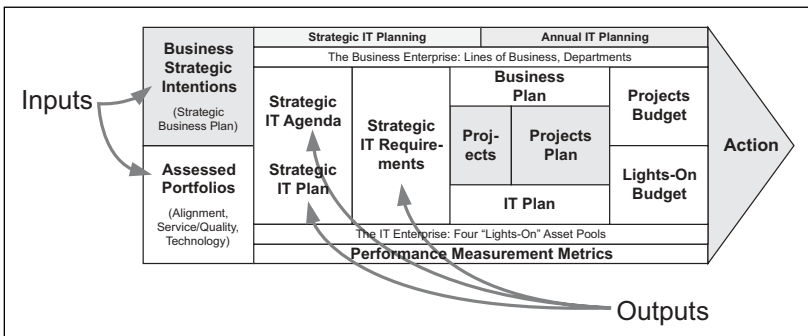 Strategic IT Planning
Annual IT Planning
The Business Enterprise: Lines of Business, Departments
Inputs
Business
Strategic
Intentions
(Strategic
Business Plan)
Assessed
Portfolios
(Alignment,
Service/Quality,
Technology)
Strategic
IT Agenda
Strategic
IT Plan
Strategic
IT Require-
ments
Business
Plan
Proj-
ects
Projects
Plan
IT Plan
Projects
Budget
Lights-On
Budget
Action
The IT Enterprise: Four “Lights-On” Asset Pools
Performance Measurement Metrics
Outputs